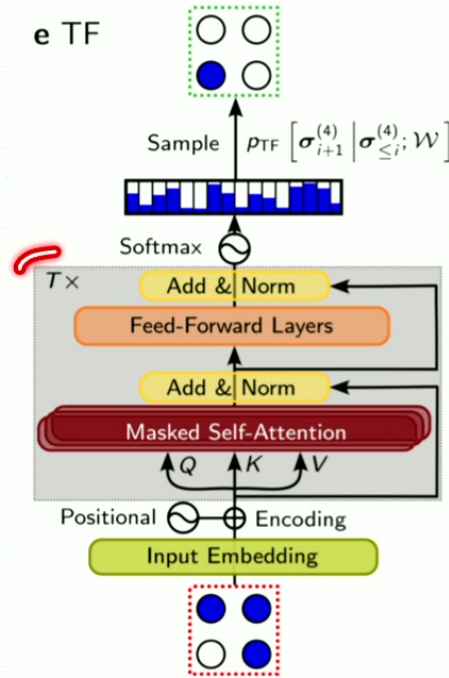 e TF
Sample p_TF [ σ_{i+1}^{(4)} | σ_{≤i}^{(4)}; 𝒲 ]
Softmax
T×
Add & Norm
Feed-Forward Layers
Add & Norm
Masked Self-Attention
Q K V
Positional Encoding
Input Embedding